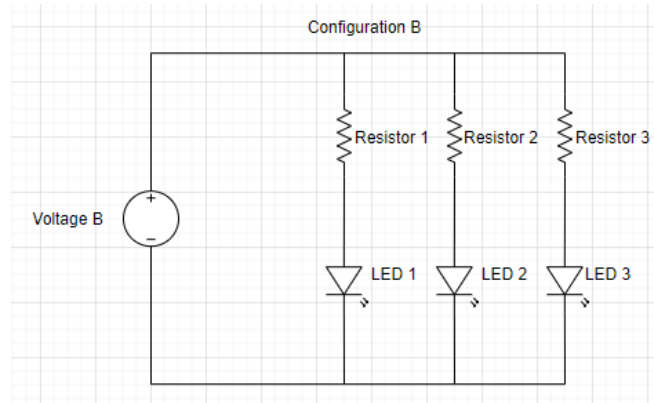 Configuration B
Resistor 1
Resistor 2
Resistor 3
Voltage B
+
−
LED 1
LED 2
LED 3